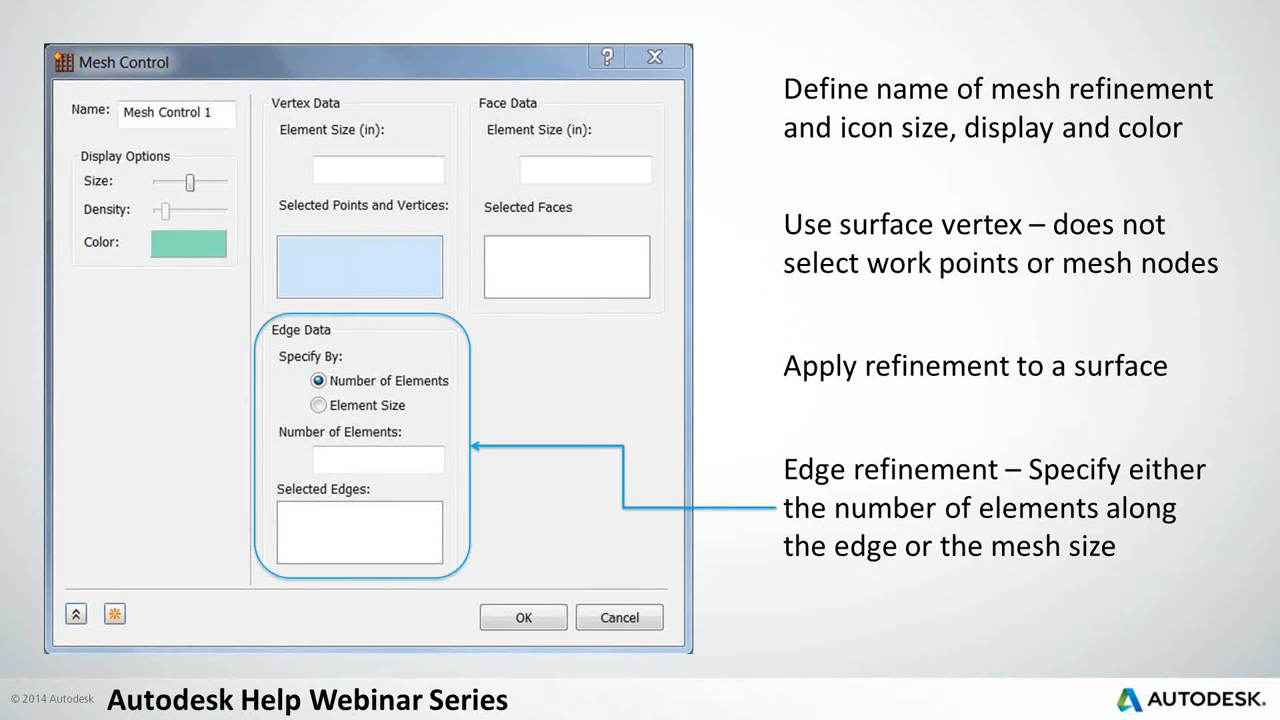 Mesh Control
Name: Mesh Control 1
Display Options
Size:
Density:
Color:
Vertex Data
Element Size (in):
Selected Points and Vertices:
Face Data
Element Size (in):
Selected Faces
Edge Data
Specify By:
Number of Elements
Element Size
Number of Elements:
Selected Edges:
OK
Cancel
Define name of mesh refinement
and icon size, display and color
Use surface vertex – does not
select work points or mesh nodes
Apply refinement to a surface
Edge refinement – Specify either
the number of elements along
the edge or the mesh size
© 2014 Autodesk
Autodesk Help Webinar Series
AUTODESK.